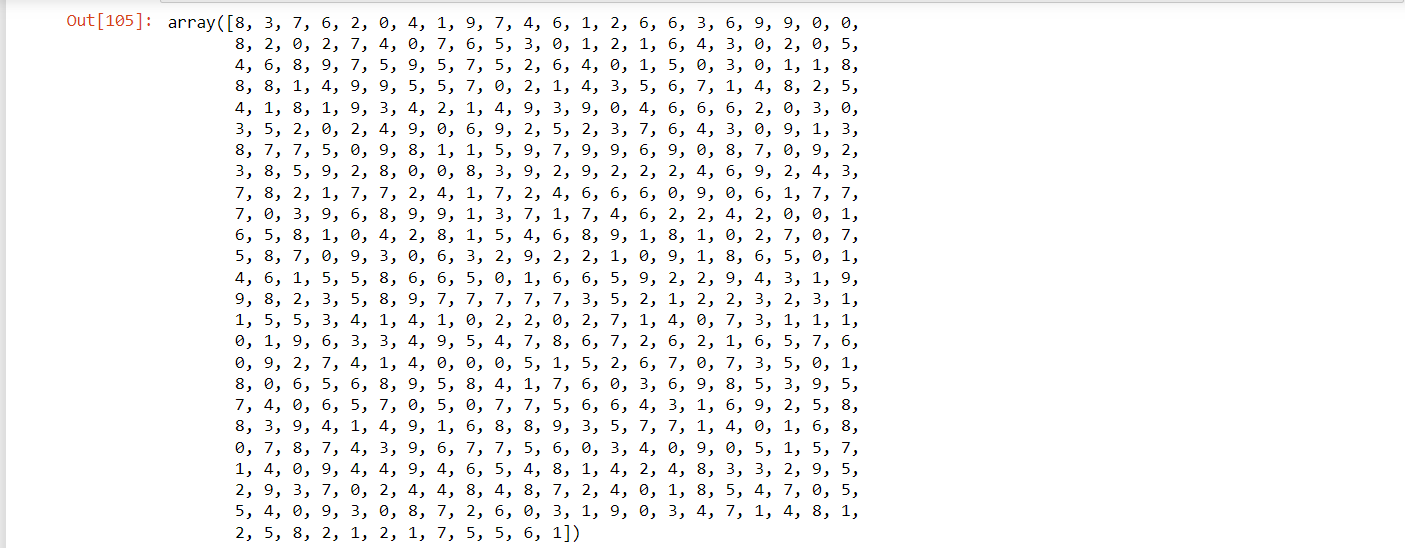 Out[105]: array([8, 3, 7, 6, 2, 0, 4, 1, 9, 7, 4, 6, 1, 2, 6, 6, 3, 6, 9, 9, 0, 0,
8, 2, 0, 2, 7, 4, 0, 7, 6, 5, 3, 0, 1, 2, 1, 6, 4, 3, 0, 2, 0, 5,
4, 6, 8, 9, 7, 5, 9, 5, 7, 5, 2, 6, 4, 0, 1, 5, 0, 3, 0, 1, 1, 8,
8, 8, 1, 4, 9, 9, 5, 5, 7, 0, 2, 1, 4, 3, 5, 6, 7, 1, 4, 8, 2, 5,
4, 1, 8, 1, 9, 3, 4, 2, 1, 4, 9, 3, 9, 0, 4, 6, 6, 6, 2, 0, 3, 0,
3, 5, 2, 0, 2, 4, 9, 0, 6, 9, 2, 5, 2, 3, 7, 6, 4, 3, 0, 9, 1, 3,
8, 7, 7, 5, 0, 9, 8, 1, 1, 5, 9, 7, 9, 9, 6, 9, 0, 8, 7, 0, 9, 2,
3, 8, 5, 9, 2, 8, 0, 0, 8, 3, 9, 2, 9, 2, 2, 2, 4, 6, 9, 2, 4, 3,
7, 8, 2, 1, 7, 7, 2, 4, 1, 7, 2, 4, 6, 6, 6, 0, 9, 0, 6, 1, 7, 7,
7, 0, 3, 9, 6, 8, 9, 9, 1, 3, 7, 1, 7, 4, 6, 2, 2, 4, 2, 0, 0, 1,
6, 5, 8, 1, 0, 4, 2, 8, 1, 5, 4, 6, 8, 9, 1, 8, 1, 0, 2, 7, 0, 7,
5, 8, 7, 0, 9, 3, 0, 6, 3, 2, 9, 2, 2, 1, 0, 9, 1, 8, 6, 5, 0, 1,
4, 6, 1, 5, 5, 8, 6, 6, 5, 0, 1, 6, 6, 5, 9, 2, 2, 9, 4, 3, 1, 9,
9, 8, 2, 3, 5, 8, 9, 7, 7, 7, 7, 7, 3, 5, 2, 1, 2, 2, 3, 2, 3, 1,
1, 5, 5, 3, 4, 1, 4, 1, 0, 2, 2, 0, 2, 7, 1, 4, 0, 7, 3, 1, 1, 1,
0, 1, 9, 6, 3, 3, 4, 9, 5, 4, 7, 8, 6, 7, 2, 6, 2, 1, 6, 5, 7, 6,
0, 9, 2, 7, 4, 1, 4, 0, 0, 0, 5, 1, 5, 2, 6, 7, 0, 7, 3, 5, 0, 1,
8, 0, 6, 5, 6, 8, 9, 5, 8, 4, 1, 7, 6, 0, 3, 6, 9, 8, 5, 3, 9, 5,
7, 4, 0, 6, 5, 7, 0, 5, 0, 7, 7, 5, 6, 6, 4, 3, 1, 6, 9, 2, 5, 8,
8, 3, 9, 4, 1, 4, 9, 1, 6, 8, 8, 9, 3, 5, 7, 7, 1, 4, 0, 1, 6, 8,
0, 7, 8, 7, 4, 3, 9, 6, 7, 7, 5, 6, 0, 3, 4, 0, 9, 0, 5, 1, 5, 7,
1, 4, 0, 9, 4, 4, 9, 4, 6, 5, 4, 8, 1, 4, 2, 4, 8, 3, 3, 2, 9, 5,
2, 9, 3, 7, 0, 2, 4, 4, 8, 4, 8, 7, 2, 4, 0, 1, 8, 5, 4, 7, 0, 5,
5, 4, 0, 9, 3, 0, 8, 7, 2, 6, 0, 3, 1, 9, 0, 3, 4, 7, 1, 4, 8, 1,
2, 5, 8, 2, 1, 2, 1, 7, 5, 5, 6, 1])